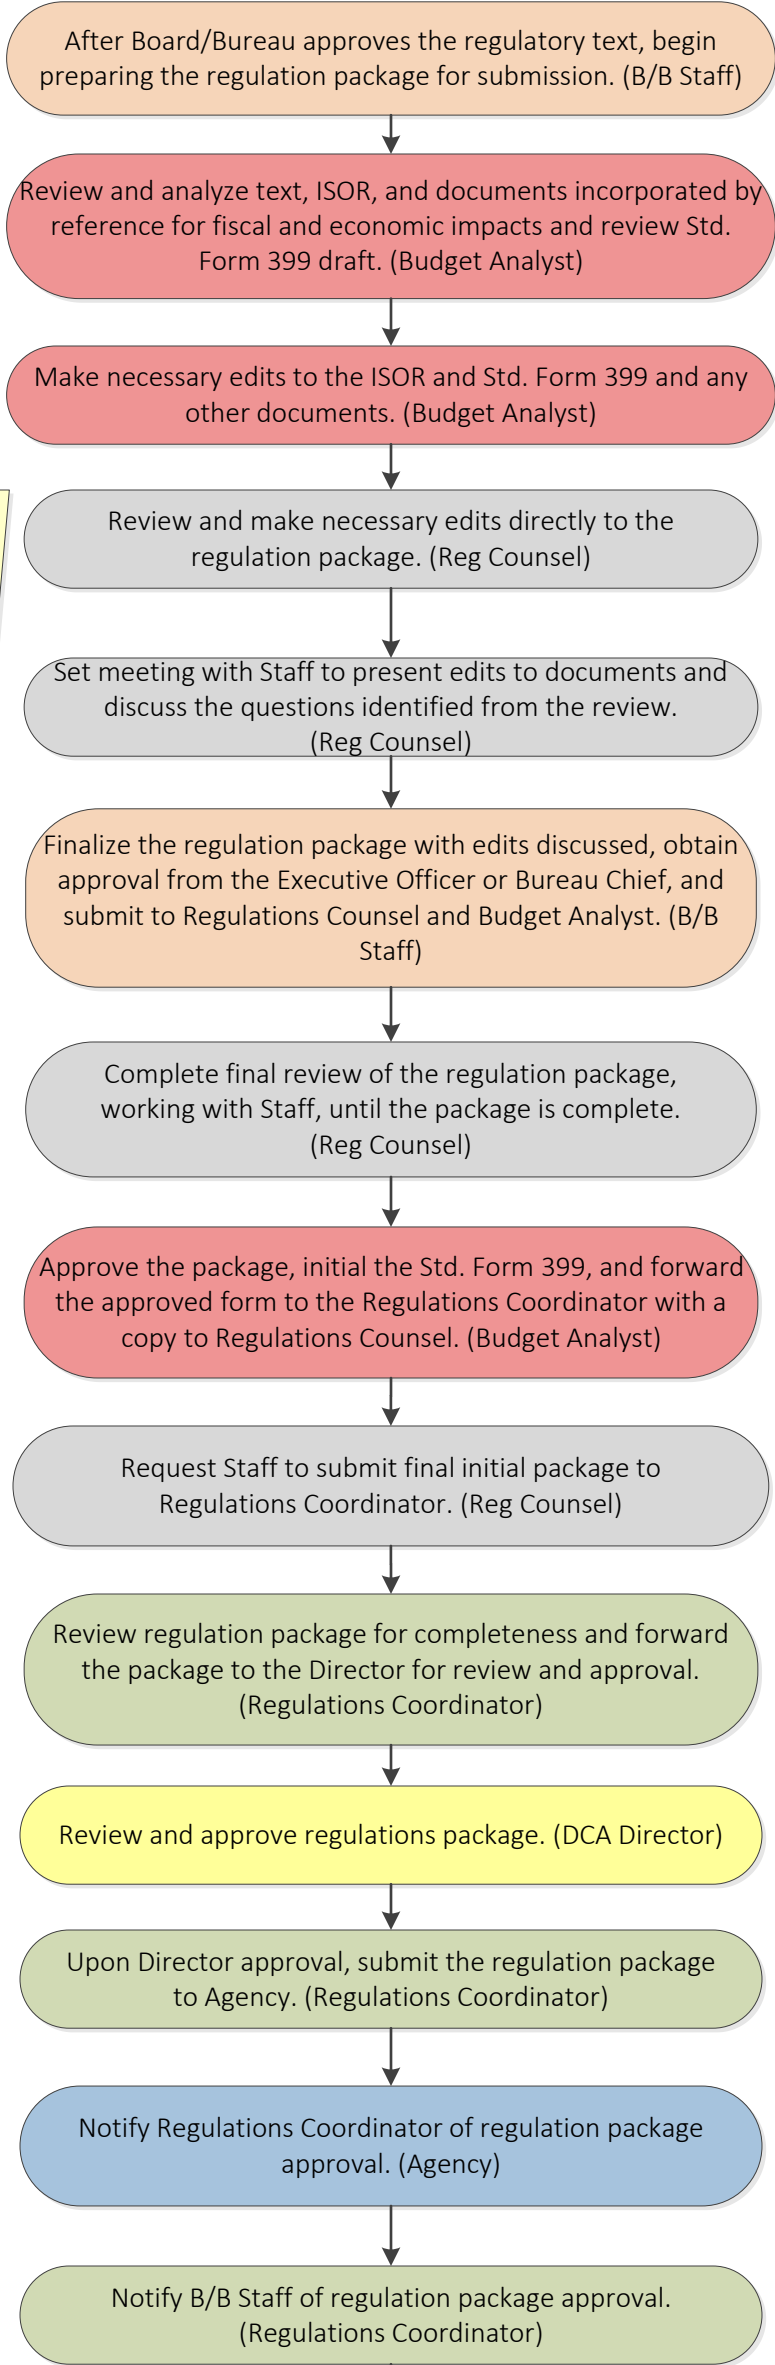 After Board/Bureau approves the regulatory text, begin
preparing the regulation package for submission. (B/B Staff)
Review and analyze text, ISOR, and documents incorporated by
reference for fiscal and economic impacts and review Std.
Form 399 draft. (Budget Analyst)
Make necessary edits to the ISOR and Std. Form 399 and any
other documents. (Budget Analyst)
Review and make necessary edits directly to the
regulation package. (Reg Counsel)
Set meeting with Staff to present edits to documents and
discuss the questions identified from the review.
(Reg Counsel)
Finalize the regulation package with edits discussed, obtain
approval from the Executive Officer or Bureau Chief, and
submit to Regulations Counsel and Budget Analyst. (B/B
Staff)
Complete final review of the regulation package,
working with Staff, until the package is complete.
(Reg Counsel)
Approve the package, initial the Std. Form 399, and forward
the approved form to the Regulations Coordinator with a
copy to Regulations Counsel. (Budget Analyst)
Request Staff to submit final initial package to
Regulations Coordinator. (Reg Counsel)
Review regulation package for completeness and forward
the package to the Director for review and approval.
(Regulations Coordinator)
Review and approve regulations package. (DCA Director)
Upon Director approval, submit the regulation package
to Agency. (Regulations Coordinator)
Notify Regulations Coordinator of regulation package
approval. (Agency)
Notify B/B Staff of regulation package approval.
(Regulations Coordinator)